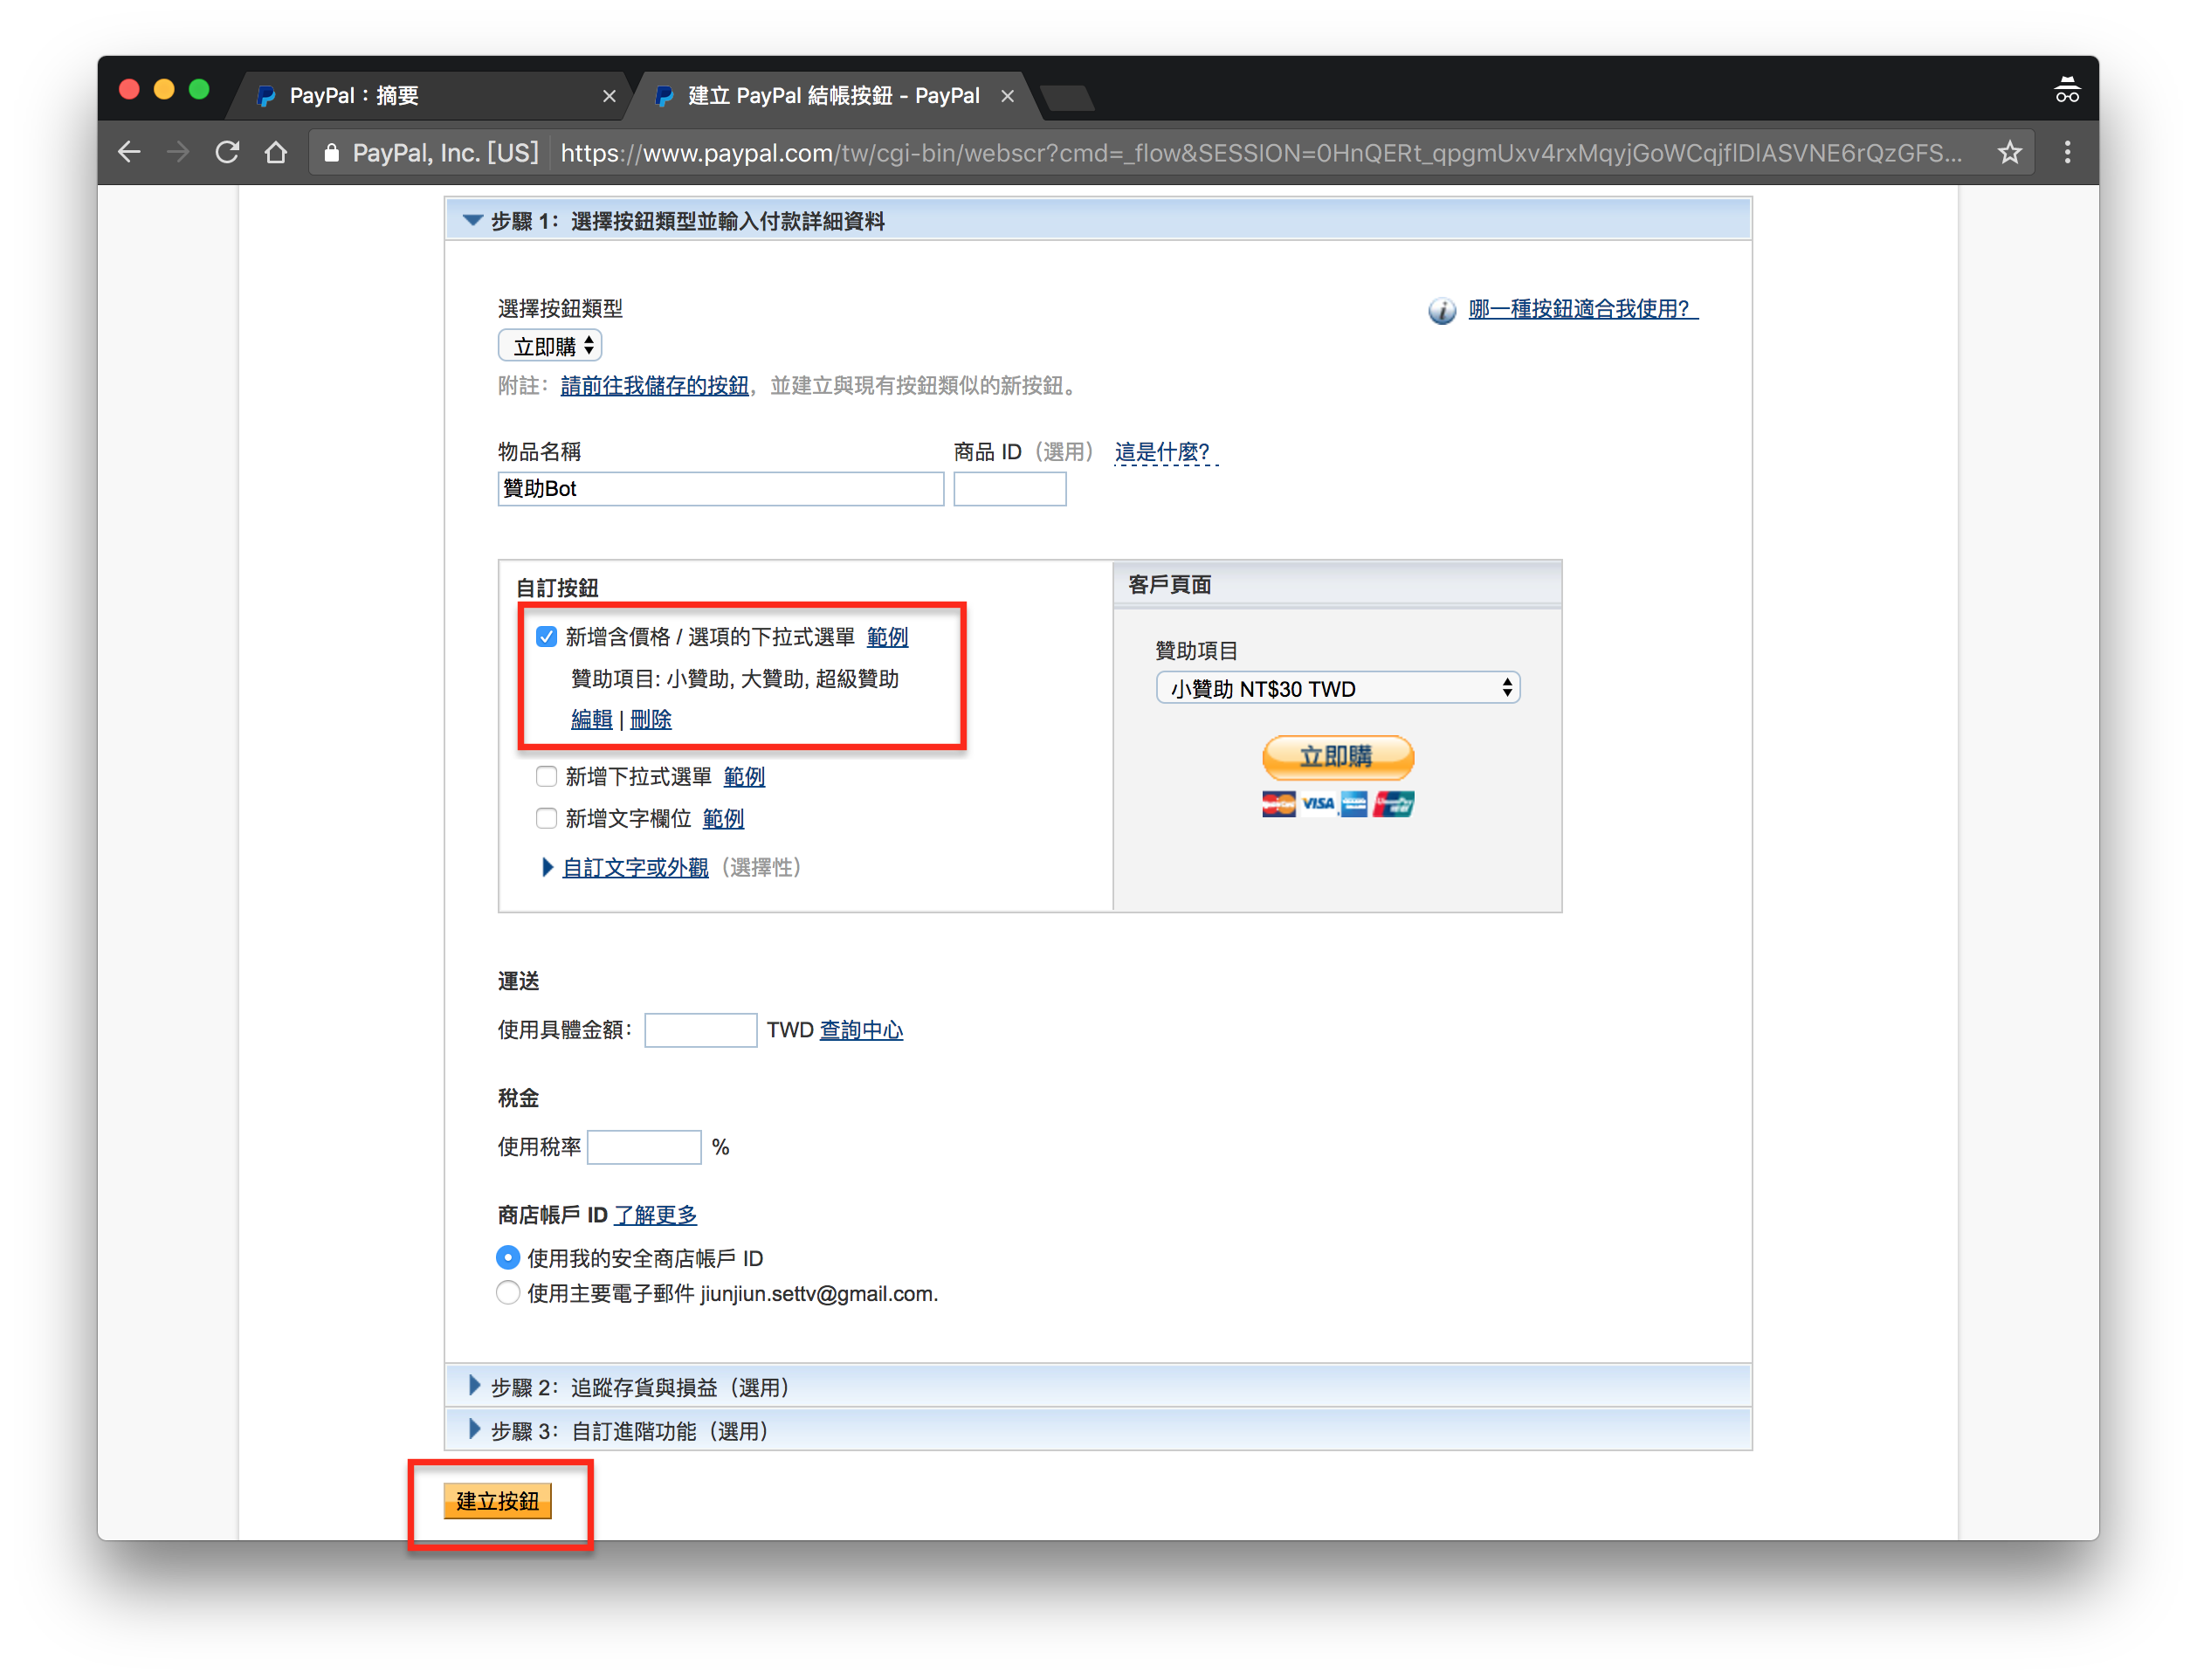 PayPal：摘要
建立 PayPal 結帳按鈕 - PayPal
PayPal, Inc. [US] https://www.paypal.com/tw/cgi-bin/webscr?cmd=_flow&SESSION=0HnQERt_qpgmUxv4rxMqyjGoWCqjflDIASVNE6rQzGFS...
步驟 1：選擇按鈕類型並輸入付款詳細資料
選擇按鈕類型
哪一種按鈕適合我使用？
立即購
附註：請前往我儲存的按鈕，並建立與現有按鈕類似的新按鈕。
物品名稱 商品 ID（選用） 這是什麼？
贊助Bot
自訂按鈕
新增含價格 / 選項的下拉式選單 範例
贊助項目: 小贊助, 大贊助, 超級贊助
編輯 | 刪除
新增下拉式選單 範例
新增文字欄位 範例
自訂文字或外觀（選擇性）
客戶頁面
贊助項目
小贊助 NT$30 TWD
立即購
MasterCard VISA UnionPay
運送
使用具體金額： TWD 查詢中心
稅金
使用稅率 %
商店帳戶 ID 了解更多
使用我的安全商店帳戶 ID
使用主要電子郵件 jiunjiun.settv@gmail.com.
步驟 2：追蹤存貨與損益（選用）
步驟 3：自訂進階功能（選用）
建立按鈕